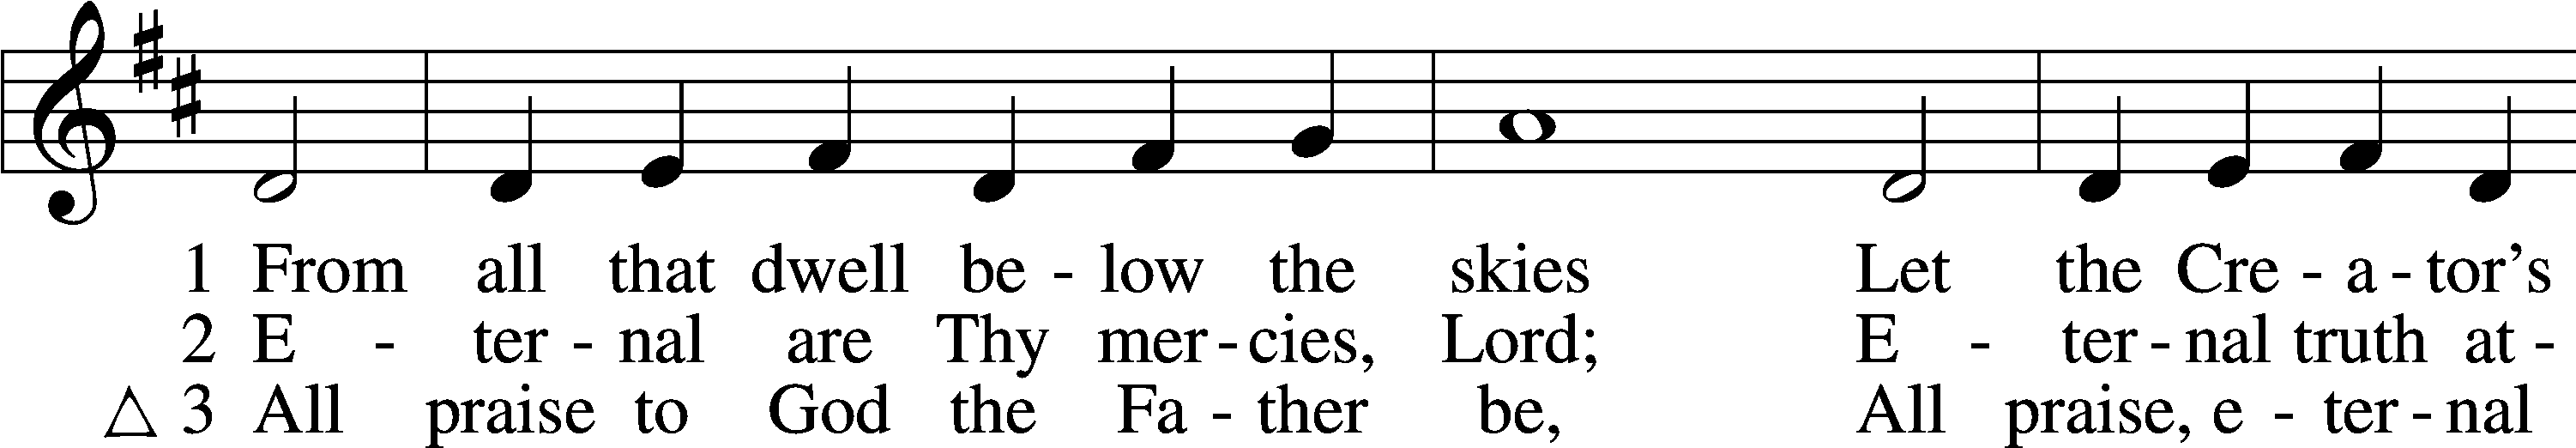 1 From all that dwell be - low the skies Let the Cre - a - tor's
2 E - ter - nal are Thy mer - cies, Lord; E - ter - nal truth at -
△ 3 All praise to God the Fa - ther be, All praise, e - ter - nal